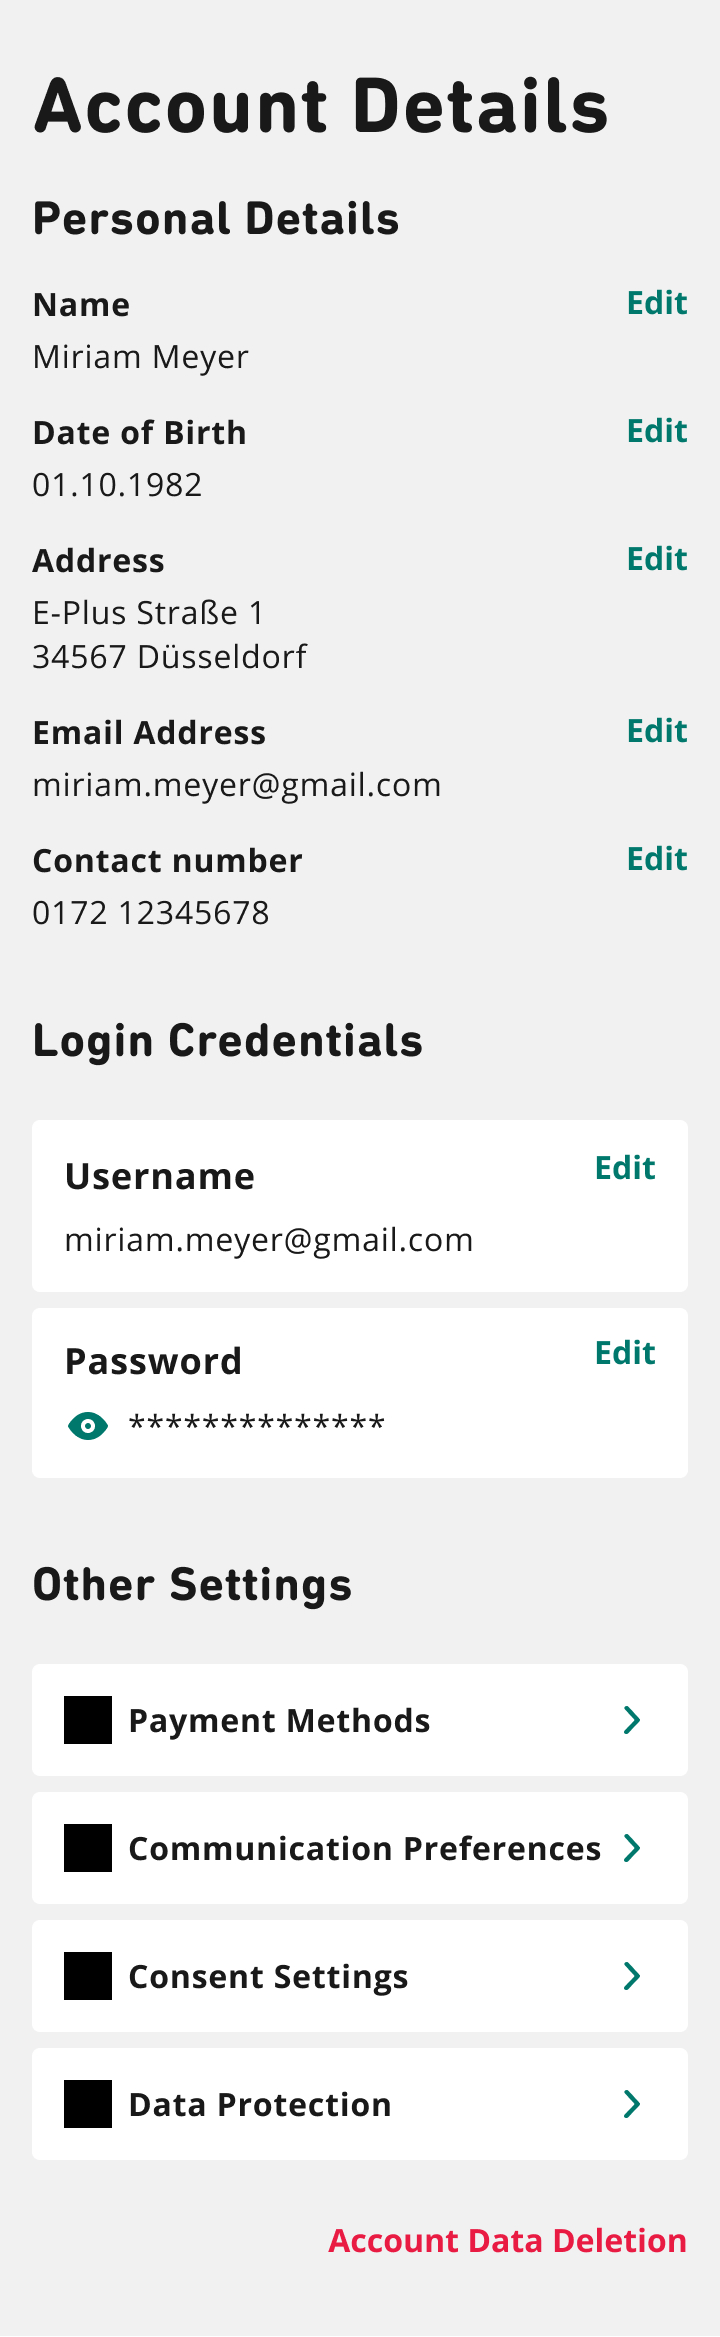 Account Details
Personal Details
Name
Edit
Miriam Meyer
Date of Birth
Edit
01.10.1982
Address
Edit
E-Plus Straße 1
34567 Düsseldorf
Email Address
Edit
miriam.meyer@gmail.com
Contact number
Edit
0172 12345678
Login Credentials
Username
Edit
miriam.meyer@gmail.com
Password
Edit
**************
Other Settings
Payment Methods
Communication Preferences
Consent Settings
Data Protection
Account Data Deletion